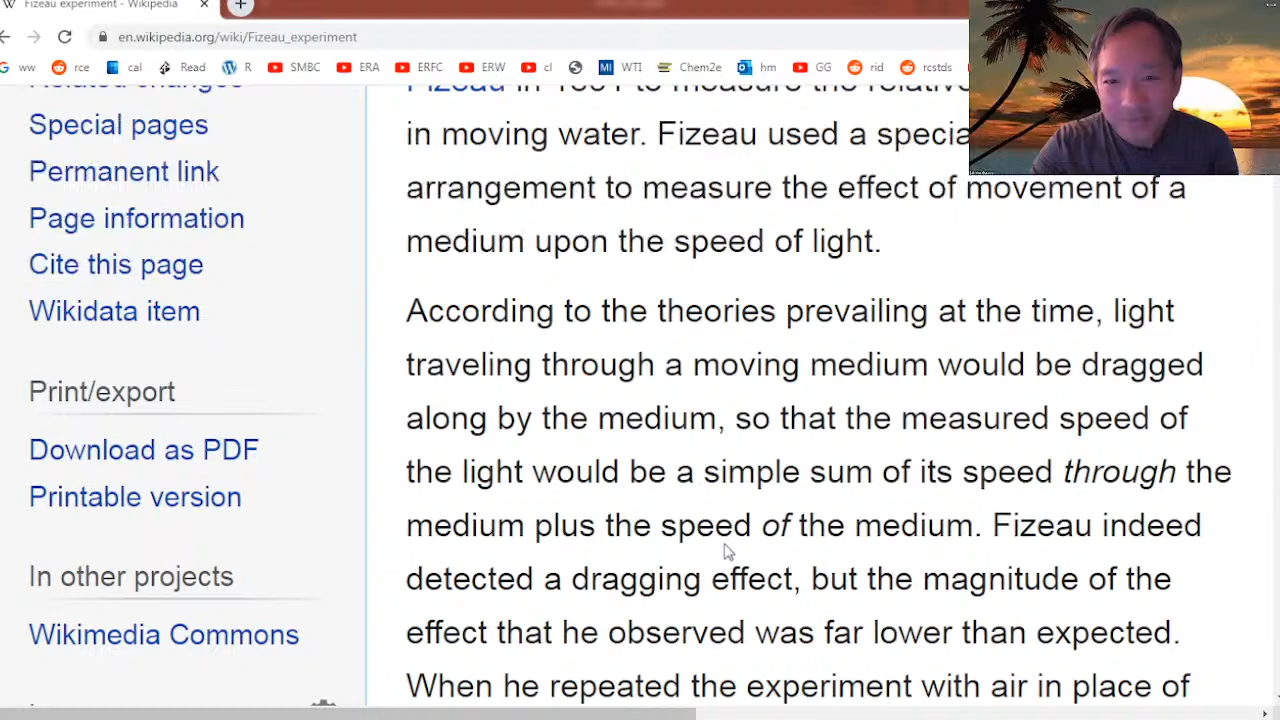 Fizeau experiment - Wikipedia
en.wikipedia.org/wiki/Fizeau_experiment
ww rce cal Read R SMBC ERA ERFC ERW cl WTI Chem2e hm GG rid rcstds
Special pages
Permanent link
Page information
Cite this page
Wikidata item
Print/export
Download as PDF
Printable version
In other projects
Wikimedia Commons
to measure the
in moving water. Fizeau used a specia
arrangement to measure the effect of movement of a
medium upon the speed of light.
According to the theories prevailing at the time, light
traveling through a moving medium would be dragged
along by the medium, so that the measured speed of
the light would be a simple sum of its speed through the
medium plus the speed of the medium. Fizeau indeed
detected a dragging effect, but the magnitude of the
effect that he observed was far lower than expected.
When he repeated the experiment with air in place of